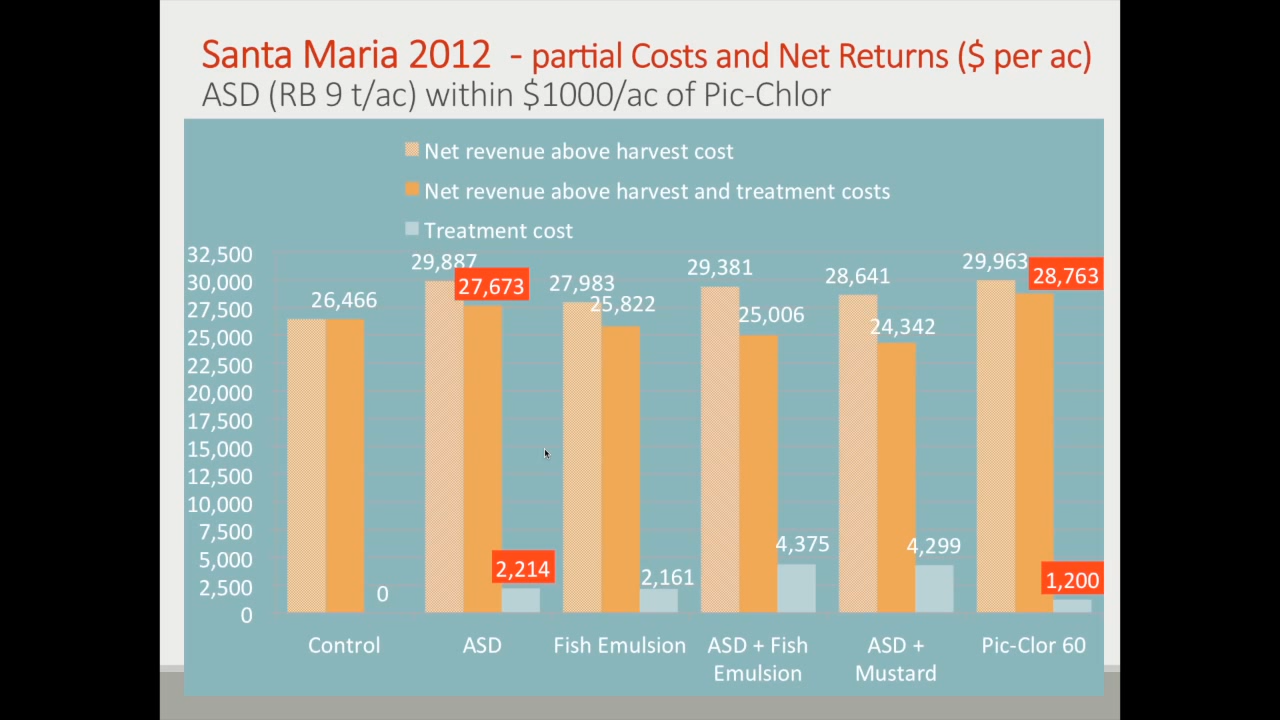 Santa Maria 2012 - partial Costs and Net Returns ($ per ac)
ASD (RB 9 t/ac) within $1000/ac of Pic-Chlor
Net revenue above harvest cost
Net revenue above harvest and treatment costs
Treatment cost
32,500
30,000
27,500
25,000
22,500
20,000
17,500
15,000
12,500
10,000
7,500
5,000
2,500
0
26,466
0
29,887
27,673
2,214
27,983
25,822
2,161
29,381
25,006
4,375
28,641
24,342
4,299
29,963
28,763
1,200
Control
ASD
Fish Emulsion
ASD + Fish
Emulsion
ASD +
Mustard
Pic-Clor 60